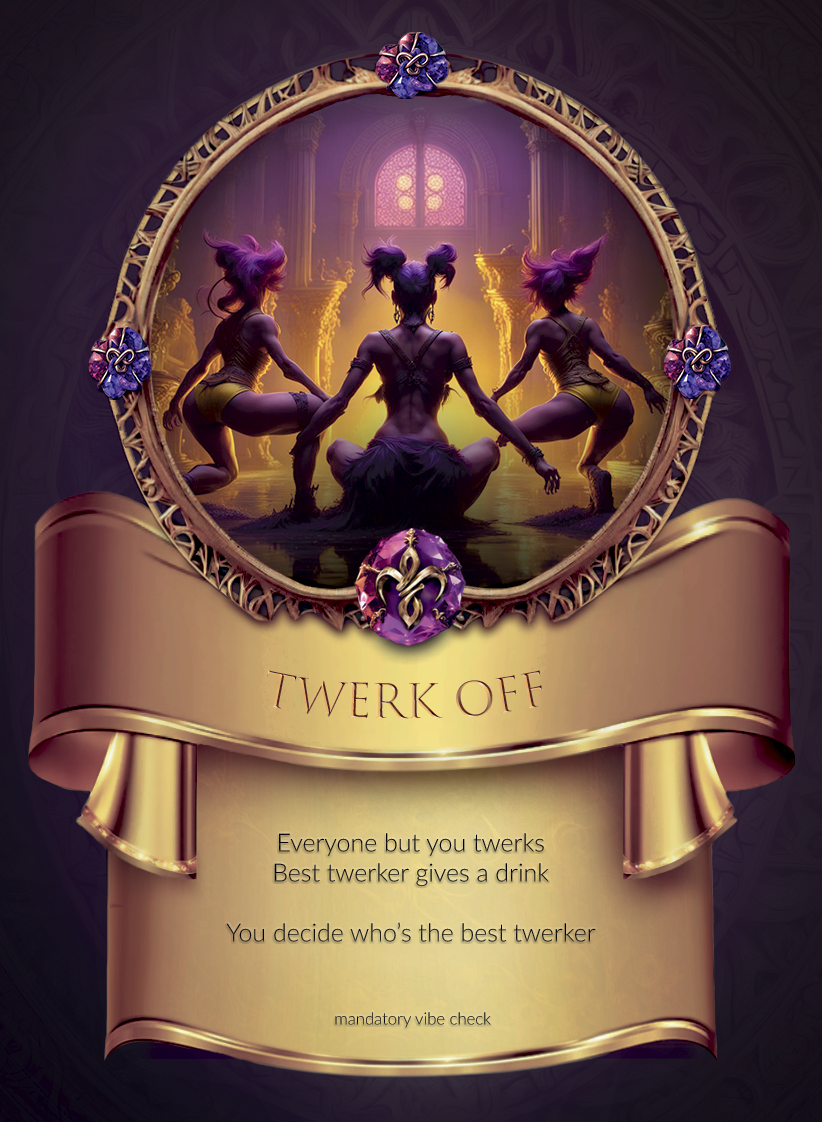 TWERK OFF
Everyone but you twerks
Best twerker gives a drink
You decide who's the best twerker
mandatory vibe check